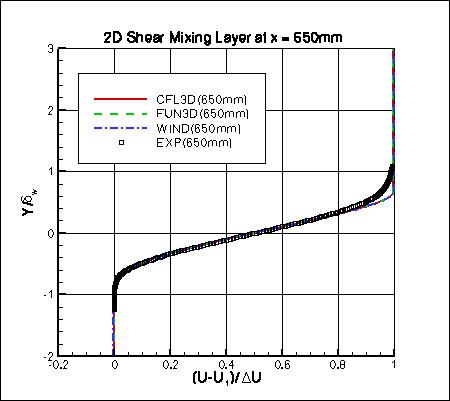 2D Shear Mixing Layer at x = 650mm
3
2
1
0
-1
-2
Y/δw
CFL3D(650mm)
FUN3D(650mm)
WIND(650mm)
EXP(650mm)
-0.2 0 0.2 0.4 0.6 0.8 1
(U-U1)/ΔU